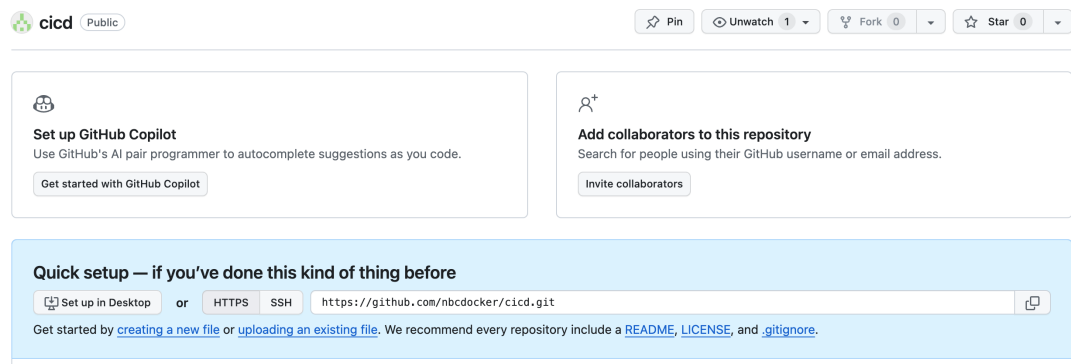 cicd Public Pin Unwatch 1 Fork 0 Star 0
Set up GitHub Copilot
Use GitHub's AI pair programmer to autocomplete suggestions as you code.
Get started with GitHub Copilot
Add collaborators to this repository
Search for people using their GitHub username or email address.
Invite collaborators
Quick setup — if you've done this kind of thing before
Set up in Desktop or HTTPS SSH https://github.com/nbcdocker/cicd.git
Get started by creating a new file or uploading an existing file. We recommend every repository include a README, LICENSE, and .gitignore.